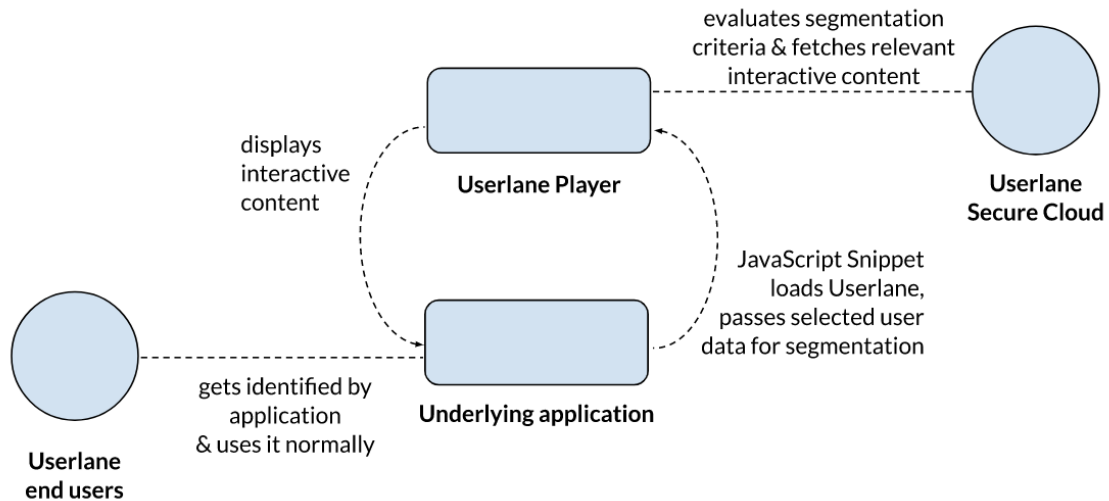 evaluates segmentation
criteria & fetches relevant
interactive content
displays
interactive
content
Userlane Player
Userlane
Secure Cloud
JavaScript Snippet
loads Userlane,
passes selected user
data for segmentation
gets identified by
application
& uses it normally
Underlying application
Userlane
end users